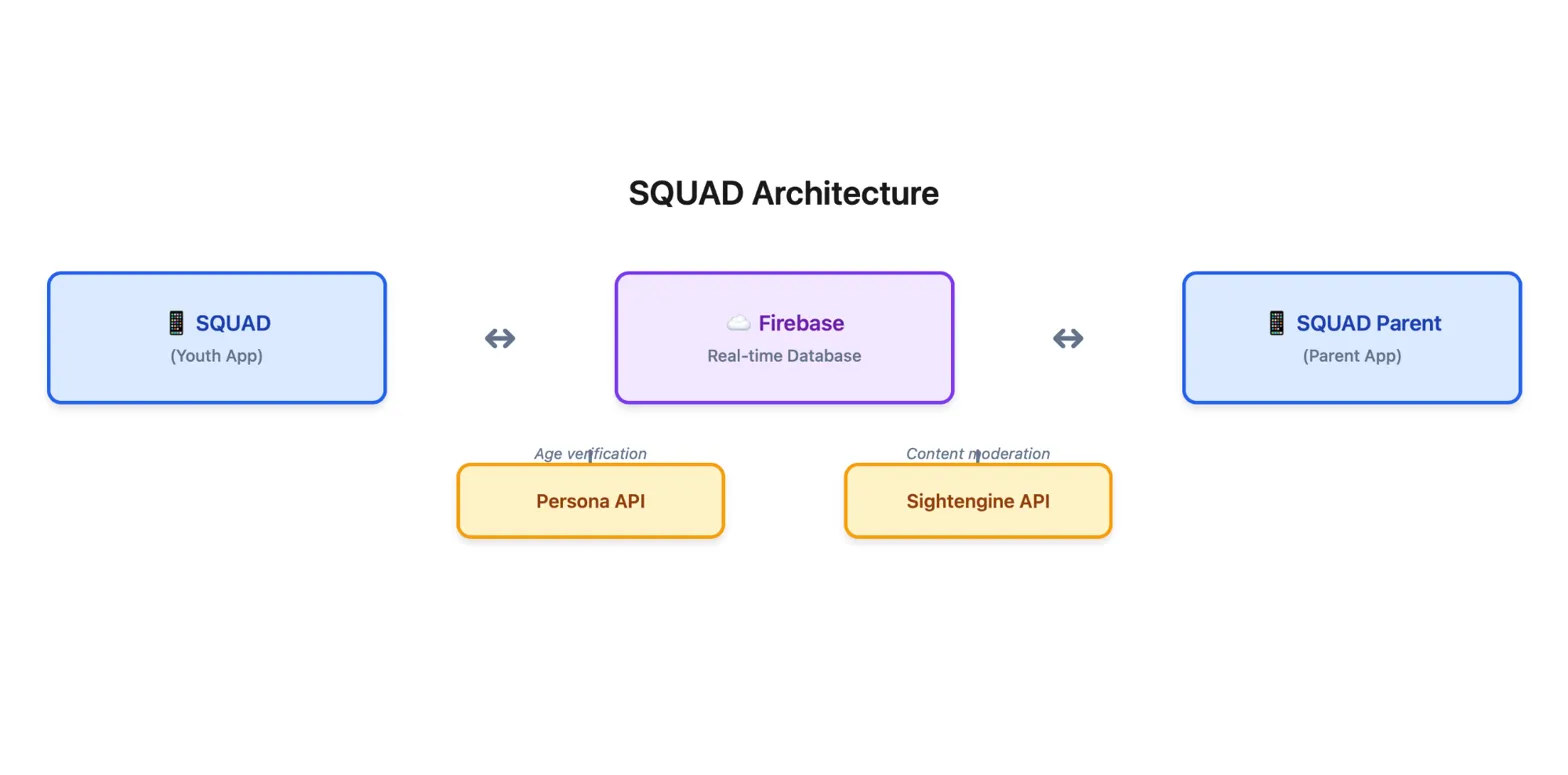 SQUAD Architecture
📱 SQUAD
(Youth App)
↔
☁️ Firebase
Real-time Database
↔
📱 SQUAD Parent
(Parent App)
Age verification
Persona API
Content moderation
Sightengine API